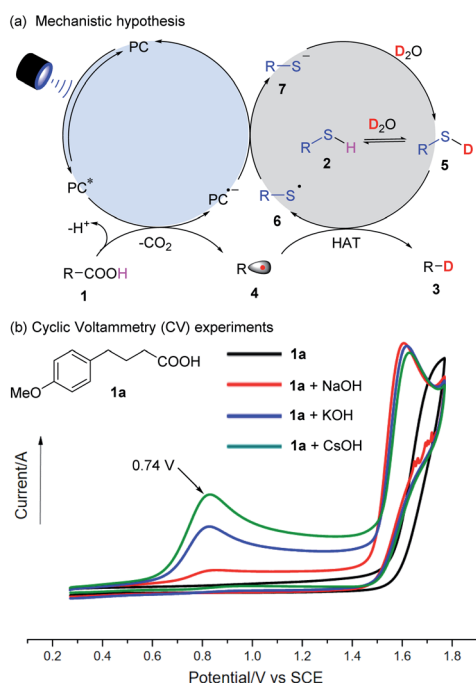 (a) Mechanistic hypothesis
PC
PC*
PC•−
-H⁺
-CO₂
R–COOH
1
R
4
R–S⁻
7
D₂O
R–S–H
2
D₂O
R–S–D
5
R–S•
6
HAT
R–D
3
(b) Cyclic Voltammetry (CV) experiments
COOH
MeO
1a
1a
1a + NaOH
1a + KOH
1a + CsOH
0.74 V
Current/A
0.2 0.4 0.6 0.8 1.0 1.2 1.4 1.6 1.8
Potential/V vs SCE